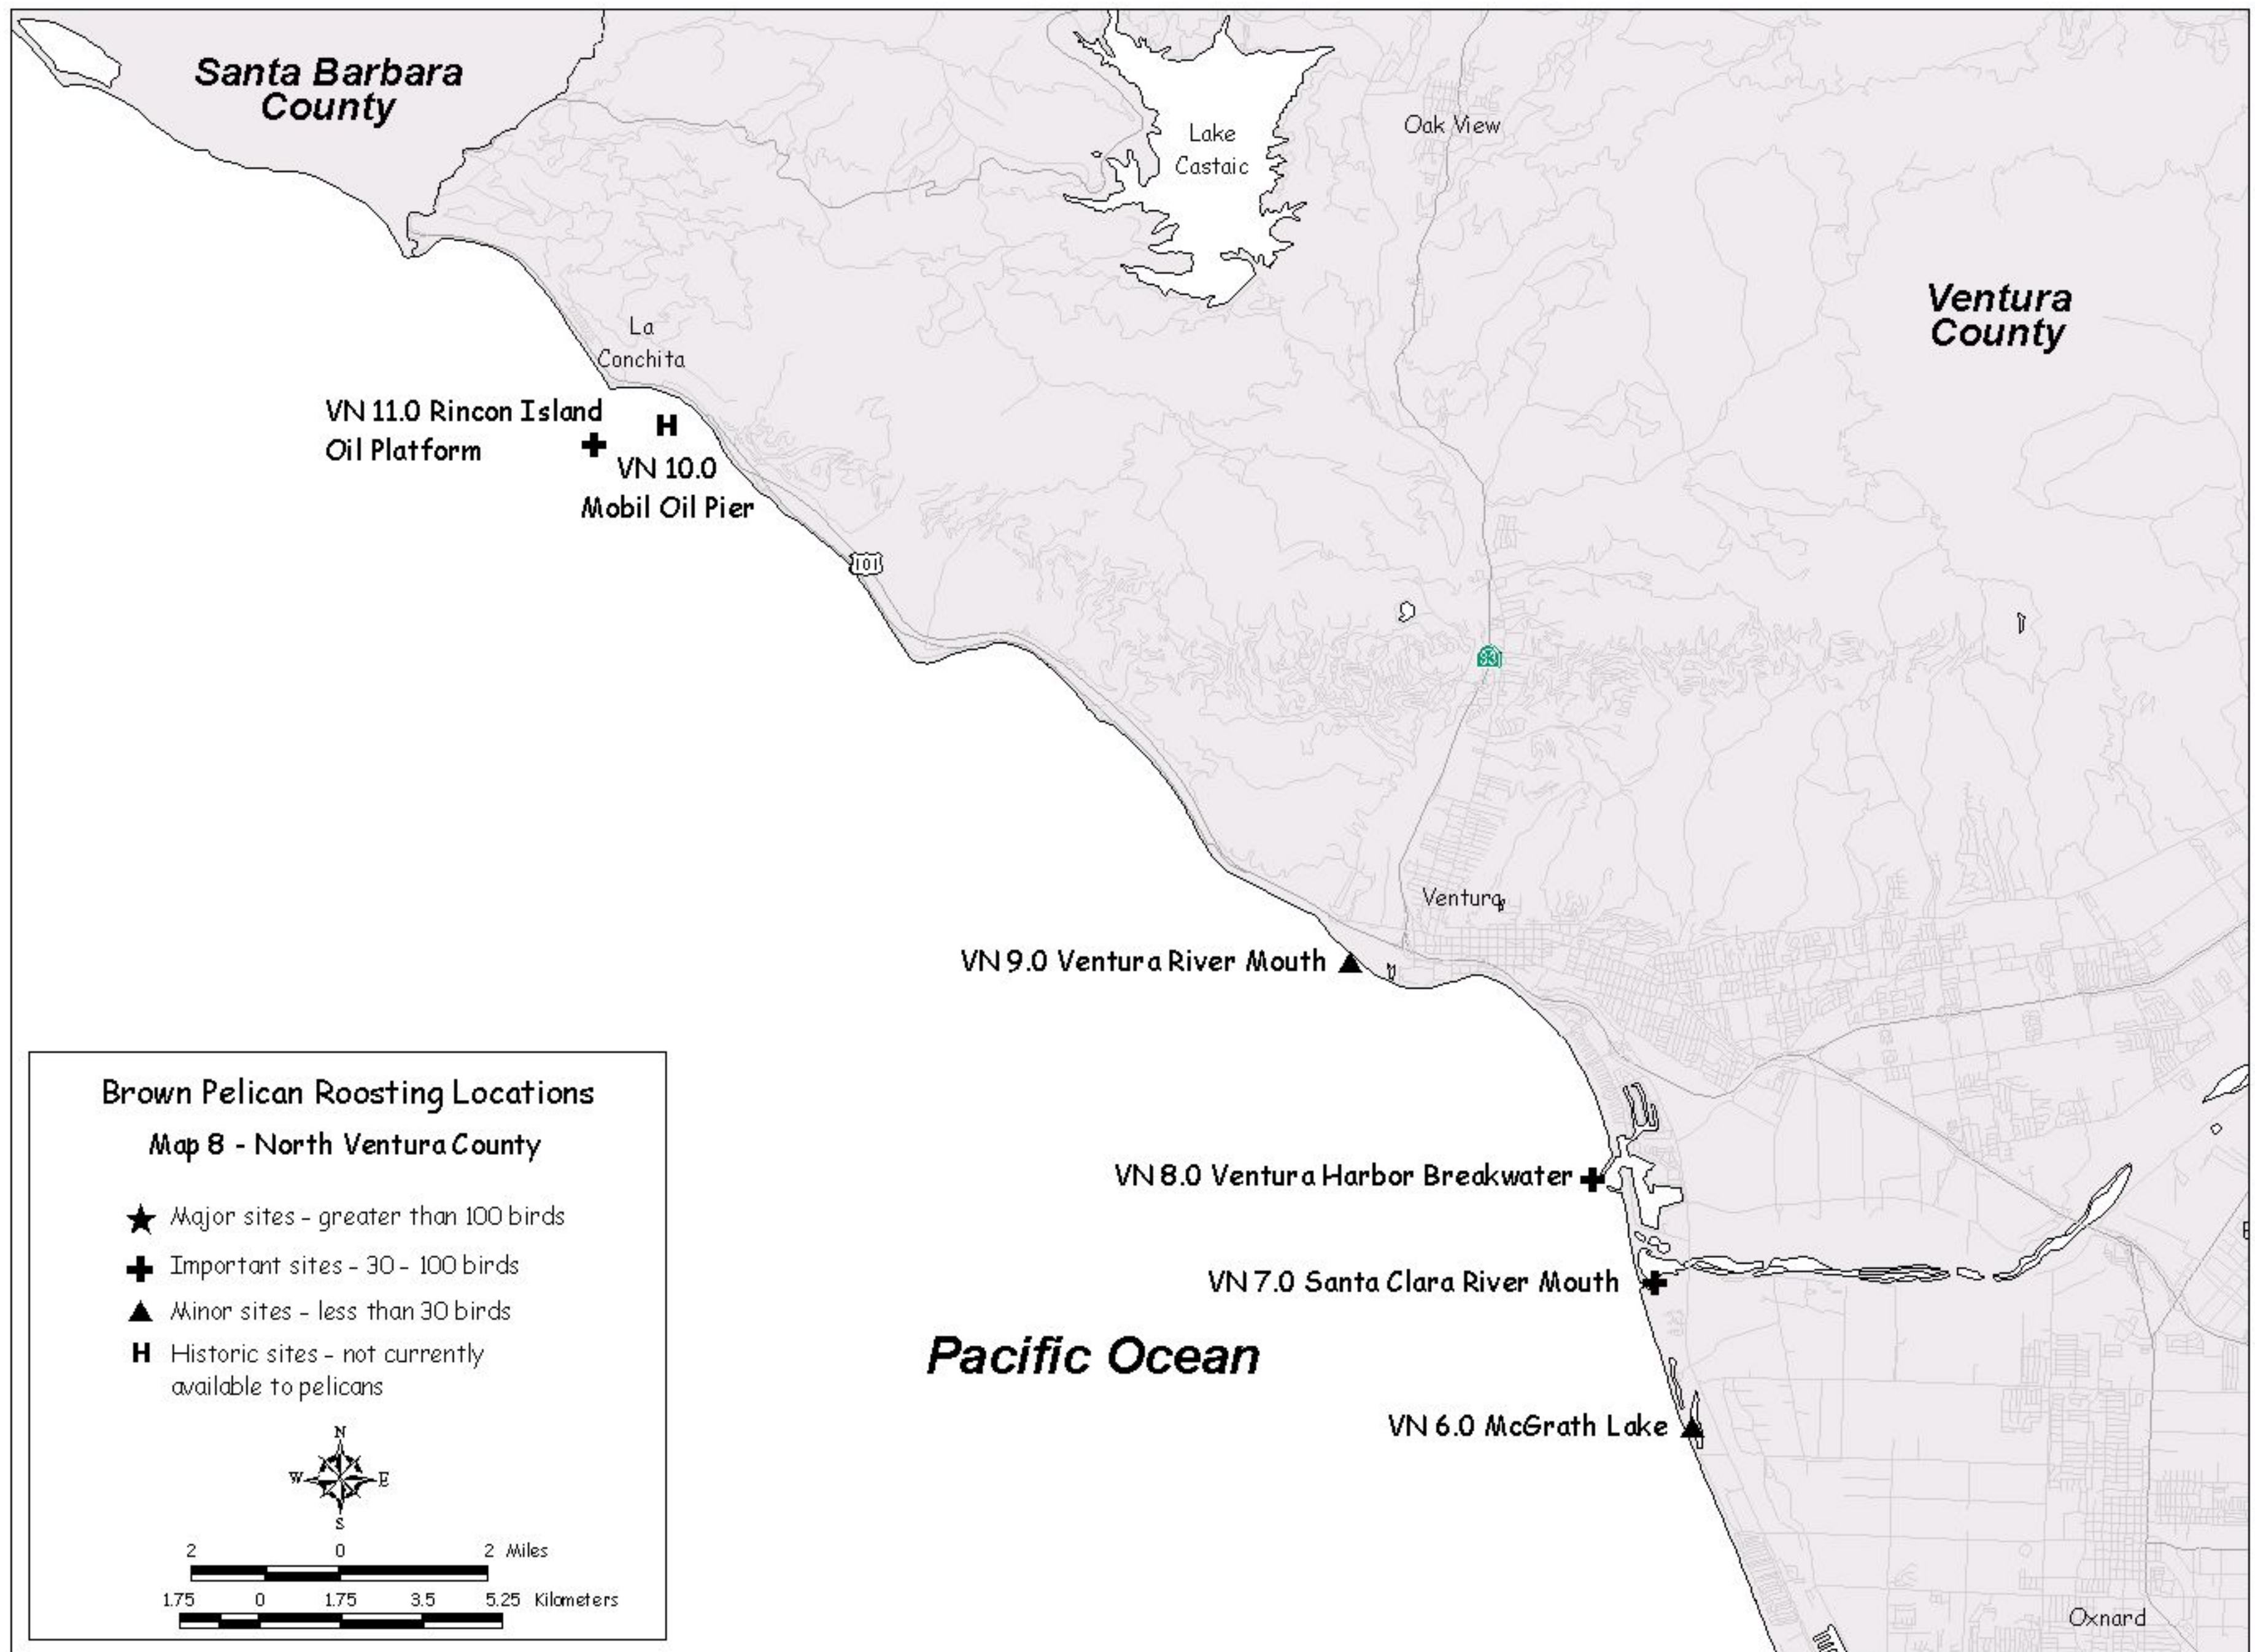 Santa Barbara
County
Lake
Castaic
Oak View
Ventura
County
La
Conchita
VN 11.0 Rincon Island
Oil Platform
H
VN 10.0
Mobil Oil Pier
101
33
Ventura
VN 9.0 Ventura River Mouth
VN 8.0 Ventura Harbor Breakwater
VN 7.0 Santa Clara River Mouth
Pacific Ocean
VN 6.0 McGrath Lake
Oxnard
Brown Pelican Roosting Locations
Map 8 - North Ventura County
Major sites - greater than 100 birds
Important sites - 30 - 100 birds
Minor sites - less than 30 birds
H Historic sites - not currently
available to pelicans
N
W E
S
2 0 2 Miles
1.75 0 1.75 3.5 5.25 Kilometers